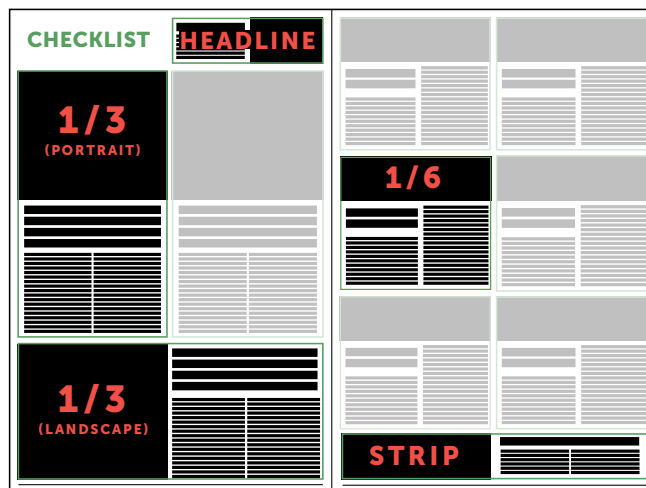 CHECKLIST
HEADLINE
1/3
(PORTRAIT)
1/3
(LANDSCAPE)
1/6
STRIP